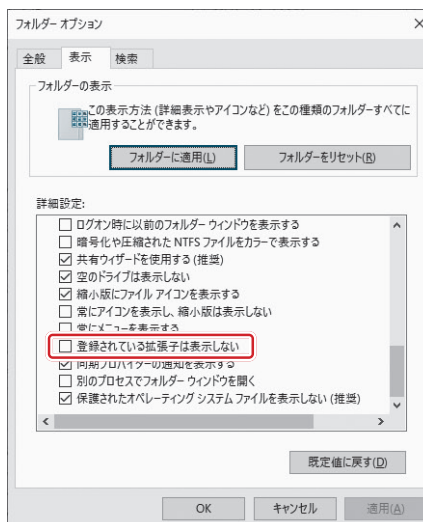 フォルダー オプション
全般 表示 検索
フォルダーの表示
この表示方法 (詳細表示やアイコンなど) をこの種類のフォルダーすべてに
適用することができます。
フォルダーに適用(L) フォルダーをリセット(R)
詳細設定:
ログオン時に以前のフォルダー ウィンドウを表示する
暗号化や圧縮された NTFS ファイルをカラーで表示する
共有ウィザードを使用する (推奨)
空のドライブは表示しない
縮小版にファイル アイコンを表示する
常にアイコンを表示し、縮小版は表示しない
常にメニューを表示する
登録されている拡張子は表示しない
同期プロバイダーの通知を表示する
別のプロセスでフォルダー ウィンドウを開く
保護されたオペレーティング システム ファイルを表示しない (推奨)
既定値に戻す(D)
OK キャンセル 適用(A)